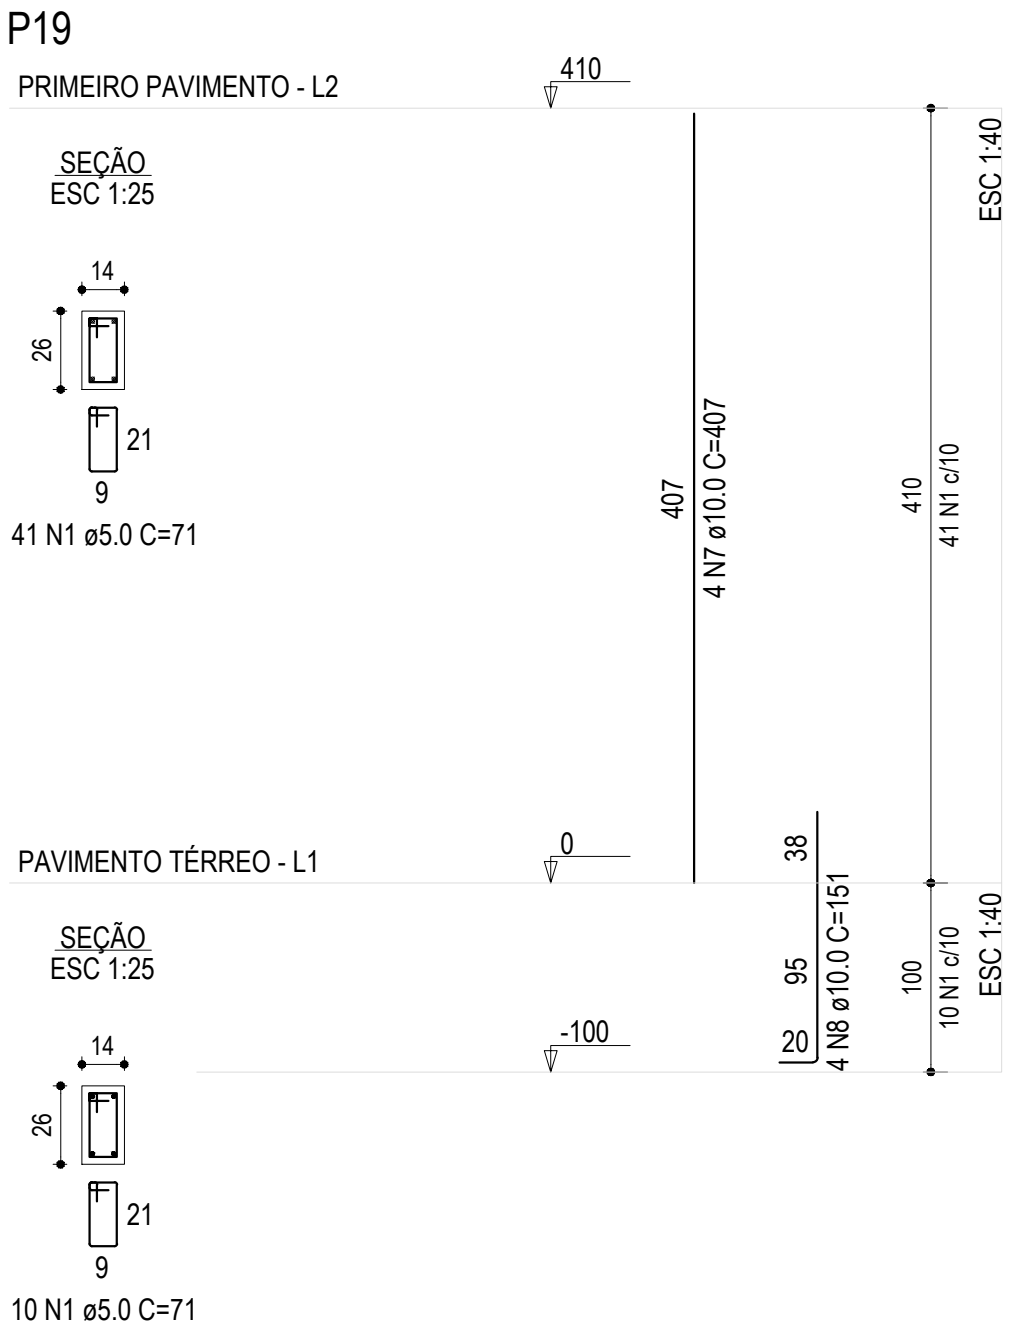 P19
PRIMEIRO PAVIMENTO - L2
410
SEÇÃO
ESC 1:25
ESC 1:40
14
26
21
9
41 N1 ø5.0 C=71
407
4 N7 ø10.0 C=407
410
41 N1 c/10
PAVIMENTO TÉRREO - L1
0
38
SEÇÃO
ESC 1:25
95
20
4 N8 ø10.0 C=151
100
10 N1 c/10
ESC 1:40
-100
14
26
21
9
10 N1 ø5.0 C=71